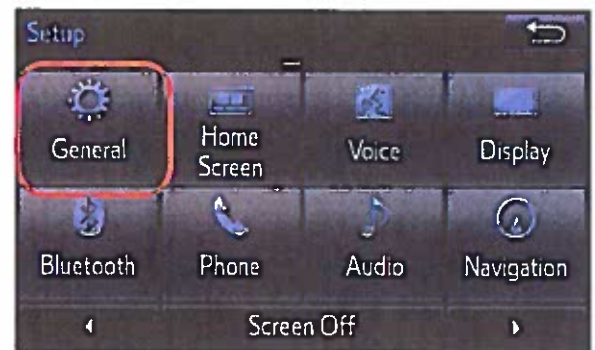 Setup
General
Home
Screen
Voice
Display
Bluetooth
Phone
Audio
Navigation
Screen Off